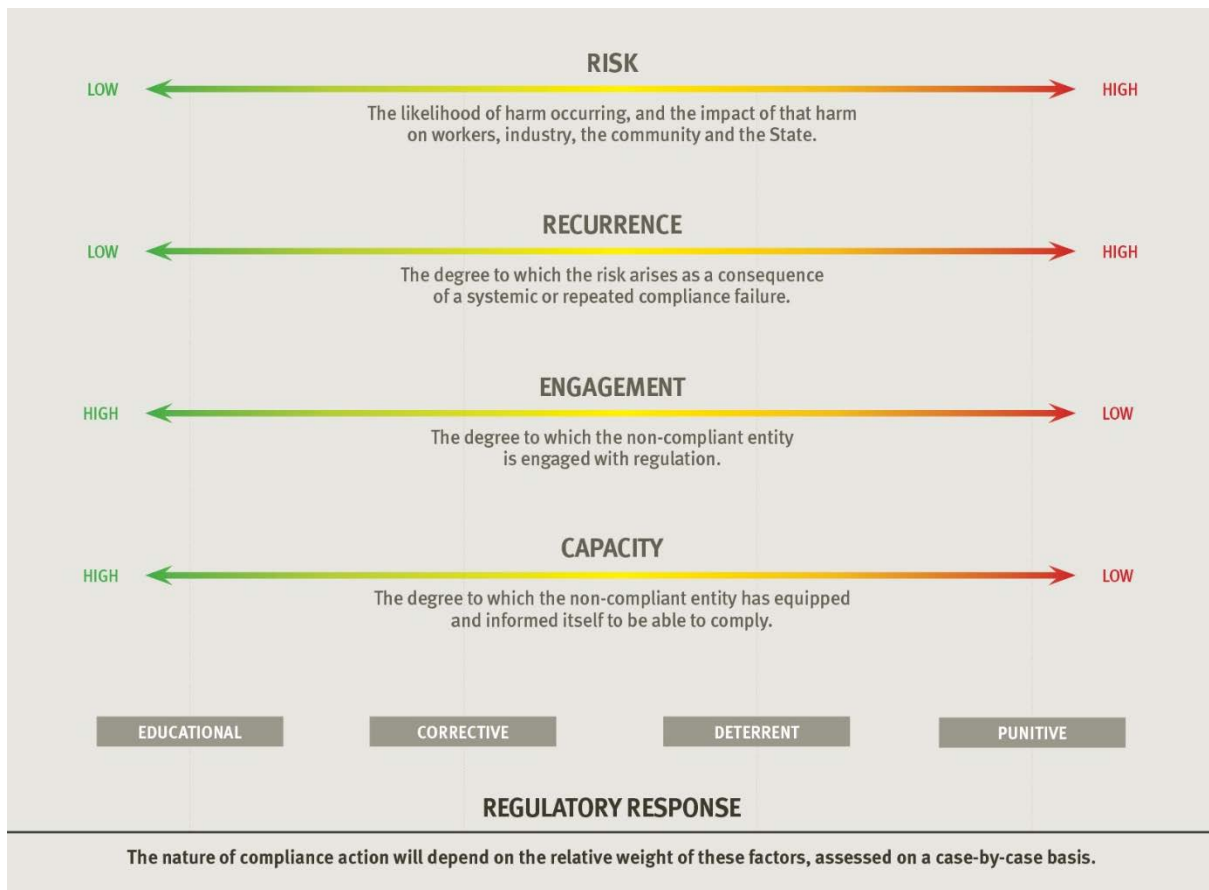 RISK
LOW
HIGH
The likelihood of harm occurring, and the impact of that harm
on workers, industry, the community and the State.
RECURRENCE
LOW
HIGH
The degree to which the risk arises as a consequence
of a systemic or repeated compliance failure.
ENGAGEMENT
HIGH
LOW
The degree to which the non-compliant entity
is engaged with regulation.
CAPACITY
HIGH
LOW
The degree to which the non-compliant entity has equipped
and informed itself to be able to comply.
EDUCATIONAL
CORRECTIVE
DETERRENT
PUNITIVE
REGULATORY RESPONSE
The nature of compliance action will depend on the relative weight of these factors, assessed on a case-by-case basis.